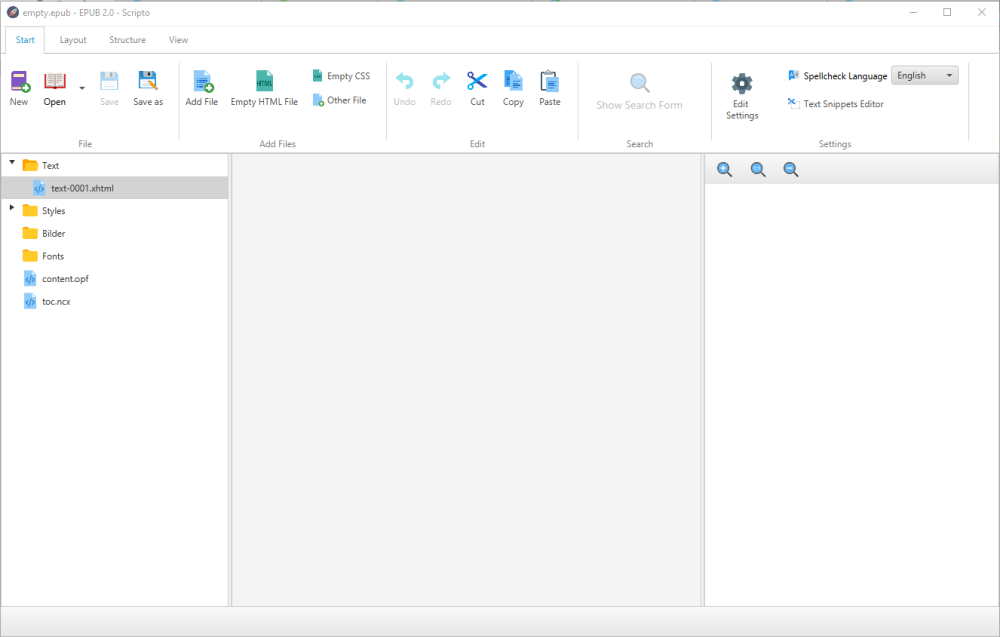 empty.epub - EPUB 2.0 - Scripto
Start Layout Structure View
New Open Save Save as
File
Add File Empty HTML File Empty CSS Other File
Add Files
Undo Redo Cut Copy Paste
Edit
Show Search Form
Search
Edit Settings
Spellcheck Language English
Text Snippets Editor
Settings
Text
text-0001.xhtml
Styles
Bilder
Fonts
content.opf
toc.ncx